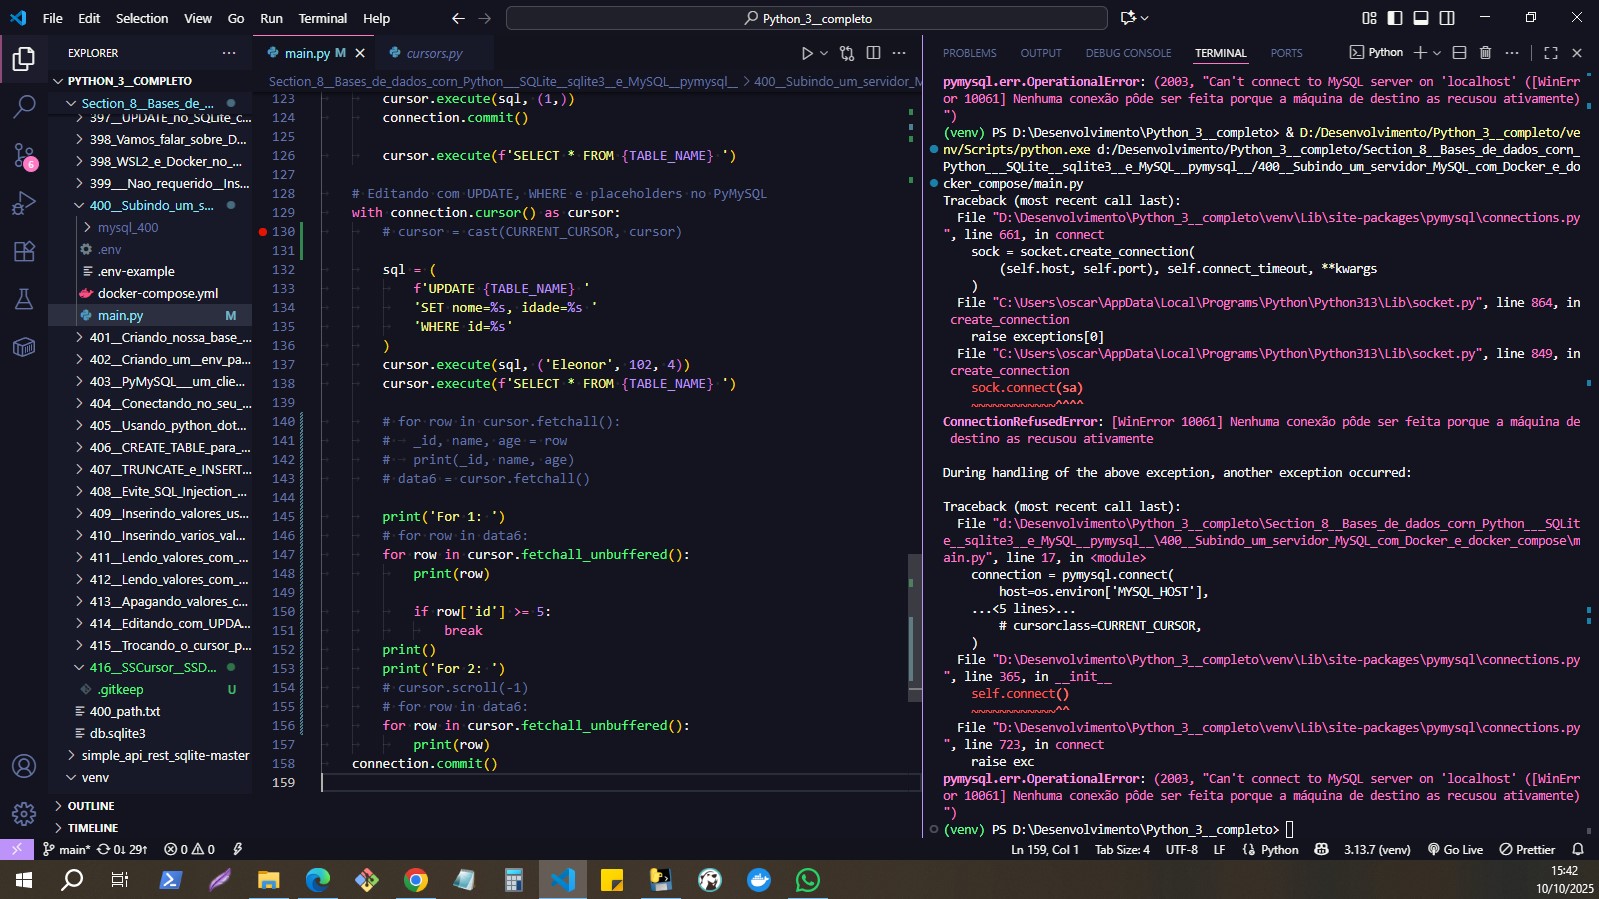 File Edit Selection View Go Run Terminal Help
Python_3__completo
EXPLORER
PYTHON_3__COMPLETO
Section_8__Bases_de_...
397__UPDATE_no_SQLite_c...
398_Vamos_falar_sobre_D...
398_WSL2_e_Docker_no_...
399___Nao_requerido__Ins...
400__Subindo_um_s...
mysql_400
.env
.env-example
docker-compose.yml
main.py M
401__Criando_nossa_base_...
402__Criando_um__env_pa...
403__PyMySQL___um_clie...
404__Conectando_no_seu_...
405__Usando_python_dot...
406__CREATE_TABLE_para_...
407__TRUNCATE_e_INSERT...
408__Evite_SQL_Injection_...
409__Inserindo_valores_us...
410__Inserindo_varios_val...
411__Lendo_valores_com_...
412__Lendo_valores_com_...
413__Apagando_valores_c...
414__Editando_com_UPDA...
415__Trocando_o_cursor_p...
416__SSCursor__SSD...
.gitkeep U
400_path.txt
db.sqlite3
simple_api_rest_sqlite-master
venv
OUTLINE
TIMELINE
main.py M
cursors.py
Section_8__Bases_de_dados_com_Python___SQLite__sqlite3__e_MySQL__pymysql_ > 400__Subindo_um_servidor_M
123 cursor.execute(sql, (1,))
124 connection.commit()
125
126 cursor.execute(f'SELECT * FROM {TABLE_NAME} ')
127
128 # Editando com UPDATE, WHERE e placeholders no PyMySQL
129 with connection.cursor() as cursor:
130 # cursor = cast(CURRENT_CURSOR, cursor)
131
132 sql = (
133 f'UPDATE {TABLE_NAME} '
134 'SET nome=%s, idade=%s '
135 'WHERE id=%s'
136 )
137 cursor.execute(sql, ('Eleonor', 102, 4))
138 cursor.execute(f'SELECT * FROM {TABLE_NAME} ')
139
140 # for row in cursor.fetchall():
141 # _id, name, age = row
142 # print(_id, name, age)
143 # data6 = cursor.fetchall()
144
145 print('For 1: ')
146 # for row in data6:
147 for row in cursor.fetchall_unbuffered():
148 print(row)
149
150 if row['id'] >= 5:
151 break
152 print()
153 print('For 2: ')
154 # cursor.scroll(-1)
155 # for row in data6:
156 for row in cursor.fetchall_unbuffered():
157 print(row)
158 connection.commit()
159
PROBLEMS OUTPUT DEBUG CONSOLE TERMINAL PORTS
Python
pymysql.err.OperationalError: (2003, "Can't connect to MySQL server on 'localhost' ([WinErr
or 10061] Nenhuma conexão pôde ser feita porque a máquina de destino as recusou ativamente)
")
(venv) PS D:\Desenvolvimento\Python_3__completo> & D:/Desenvolvimento/Python_3__completo/ve
nv/Scripts/python.exe d:/Desenvolvimento/Python_3__completo/Section_8__Bases_de_dados_corn_
Python___SQLite__sqlite3__e_MySQL__pymysql__/400__Subindo_um_servidor_MySQL_com_Docker_e_do
cker_compose/main.py
Traceback (most recent call last):
File "D:\Desenvolvimento\Python_3__completo\venv\Lib\site-packages\pymysql\connections.py
", line 661, in connect
sock = socket.create_connection(
(self.host, self.port), self.connect_timeout, **kwargs
)
File "C:\Users\oscar\AppData\Local\Programs\Python\Python313\Lib\socket.py", line 864, in
create_connection
raise exceptions[0]
File "C:\Users\oscar\AppData\Local\Programs\Python\Python313\Lib\socket.py", line 849, in
create_connection
sock.connect(sa)
~~~~~~~~~~~~^^^^
ConnectionRefusedError: [WinError 10061] Nenhuma conexão pôde ser feita porque a máquina de
destino as recusou ativamente
During handling of the above exception, another exception occurred:
Traceback (most recent call last):
File "d:\Desenvolvimento\Python_3__completo\Section_8__Bases_de_dados_corn_Python___SQLit
e__sqlite3__e_MySQL__pymysql__\400__Subindo_um_servidor_MySQL_com_Docker_e_docker_compose\m
ain.py", line 17, in <module>
connection = pymysql.connect(
host=os.environ['MYSQL_HOST'],
...<5 lines>...
# cursorclass=CURRENT_CURSOR,
)
File "D:\Desenvolvimento\Python_3__completo\venv\Lib\site-packages\pymysql\connections.py
", line 365, in __init__
self.connect()
~~~~~~~~~~~~^^
File "D:\Desenvolvimento\Python_3__completo\venv\Lib\site-packages\pymysql\connections.py
", line 723, in connect
raise exc
pymysql.err.OperationalError: (2003, "Can't connect to MySQL server on 'localhost' ([WinErr
or 10061] Nenhuma conexão pôde ser feita porque a máquina de destino as recusou ativamente)
")
(venv) PS D:\Desenvolvimento\Python_3__completo>
6
main* 0↓ 29↑ 0 0
Ln 159, Col 1 Tab Size: 4 UTF-8 LF Python 3.13.7 (venv) Go Live Prettier
15:42
10/10/2025